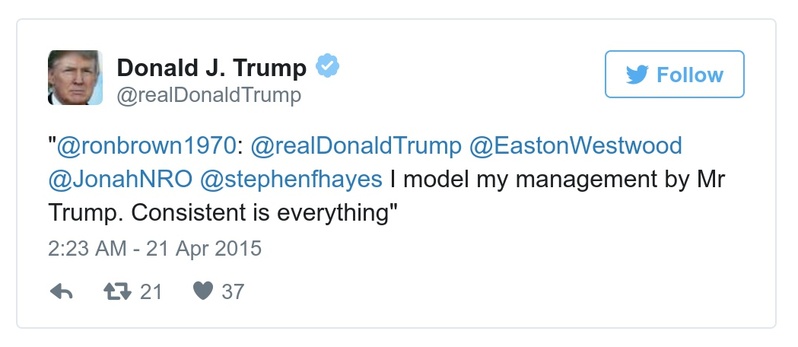 Donald J. Trump
@realDonaldTrump
Follow
"@ronbrown1970: @realDonaldTrump @EastonWestwood
@JonahNRO @stephenfhayes I model my management by Mr
Trump. Consistent is everything"
2:23 AM - 21 Apr 2015
21 37